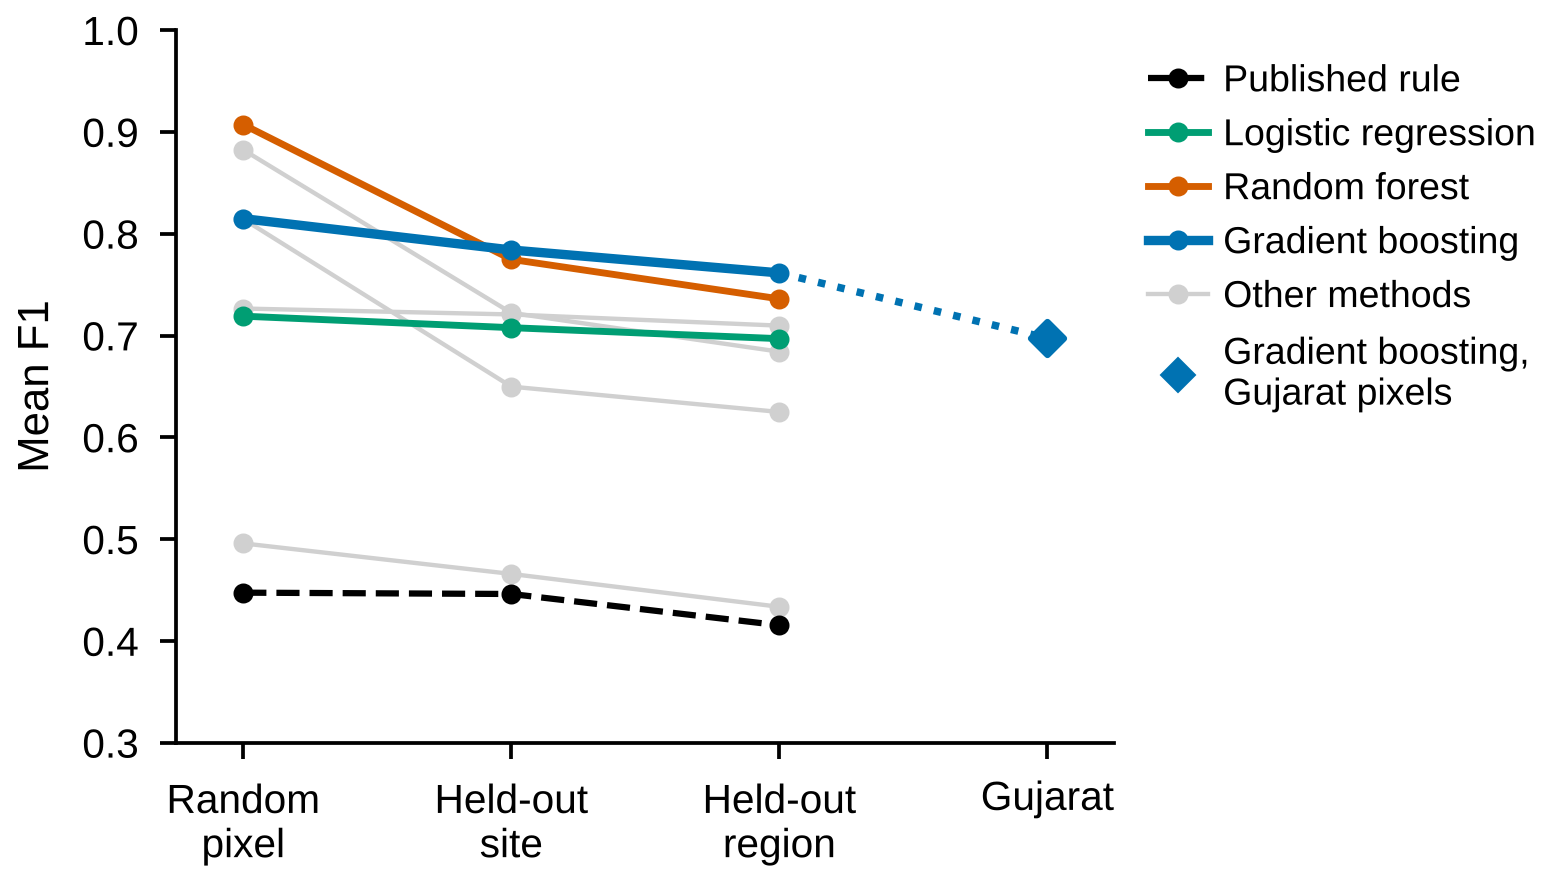 1.0
0.9
0.8
0.7
0.6
0.5
0.4
0.3
Mean F1
Random
pixel
Held-out
site
Held-out
region
Gujarat
Published rule
Logistic regression
Random forest
Gradient boosting
Other methods
Gradient boosting,
Gujarat pixels